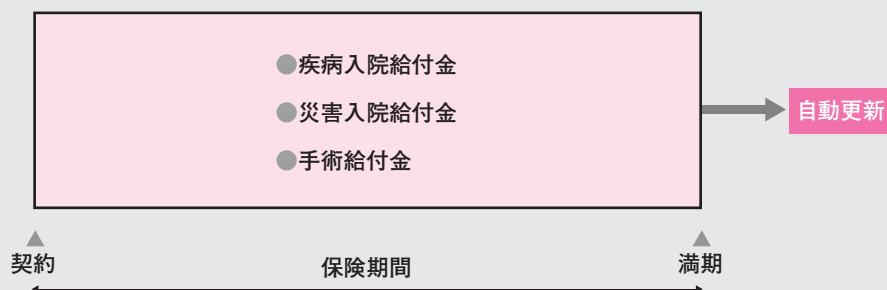 ●疾病入院給付金
●災害入院給付金
●手術給付金
自動更新
契約
保険期間
満期